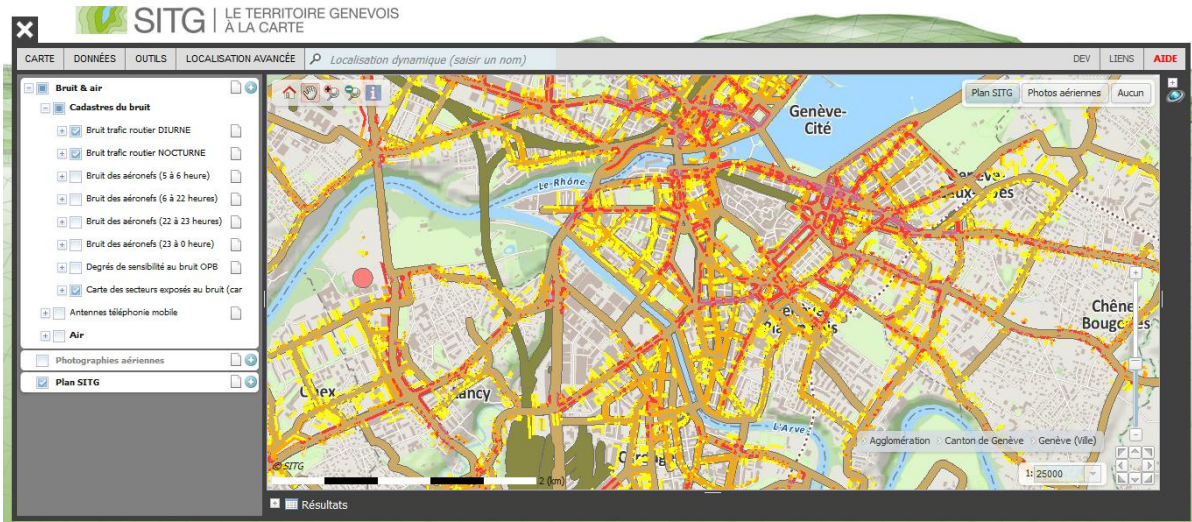 SITG
LE TERRITOIRE GENEVOIS
À LA CARTE
CARTE
DONNÉES
OUTILS
LOCALISATION AVANCÉE
Localisation dynamique (saisir un nom)
DEV
LIENS
AIDE
Bruit & air
Cadastres du bruit
Bruit trafic routier DIURNE
Bruit trafic routier NOCTURNE
Bruit des aéronefs (5 à 6 heure)
Bruit des aéronefs (6 à 22 heures)
Bruit des aéronefs (22 à 23 heures)
Bruit des aéronefs (23 à 0 heure)
Degrés de sensibilité au bruit OPB
Carte des secteurs exposés au bruit (car
Antennes téléphonie mobile
Air
Photographies aériennes
Plan SITG
Plan SITG
Photos aériennes
Aucun
Genève-
Cité
Le-Rhône
Chêne-
L'Arve
Agglomération
Canton de Genève
Genève (Ville)
© SITG
2 (km)
1: 25000
Résultats